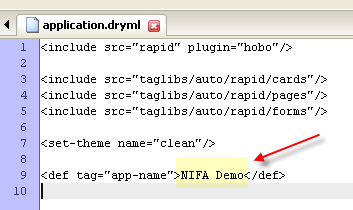 application.dryml
1 <include src="rapid" plugin="hobo"/>
2
3 <include src="taglibs/auto/rapid/cards"/>
4 <include src="taglibs/auto/rapid/pages"/>
5 <include src="taglibs/auto/rapid/forms"/>
6
7 <set-theme name="clean"/>
8
9 <def tag="app-name">NIFA Demo</def>
10